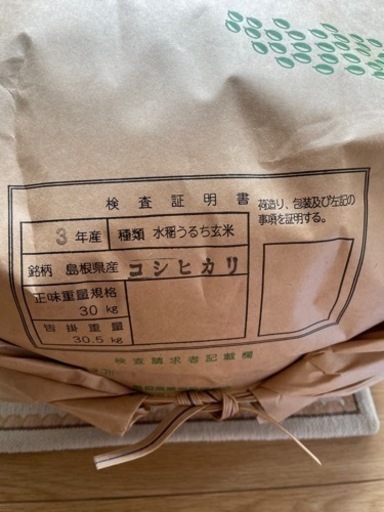 検査証明書
3年産 種類 水稲うるち玄米
銘柄 島根県産 コシヒカリ
正味重量規格
30 kg
皆掛重量
30.5 kg
荷造り、包装及び左記の
事項を証明する。
検査請求者記載欄